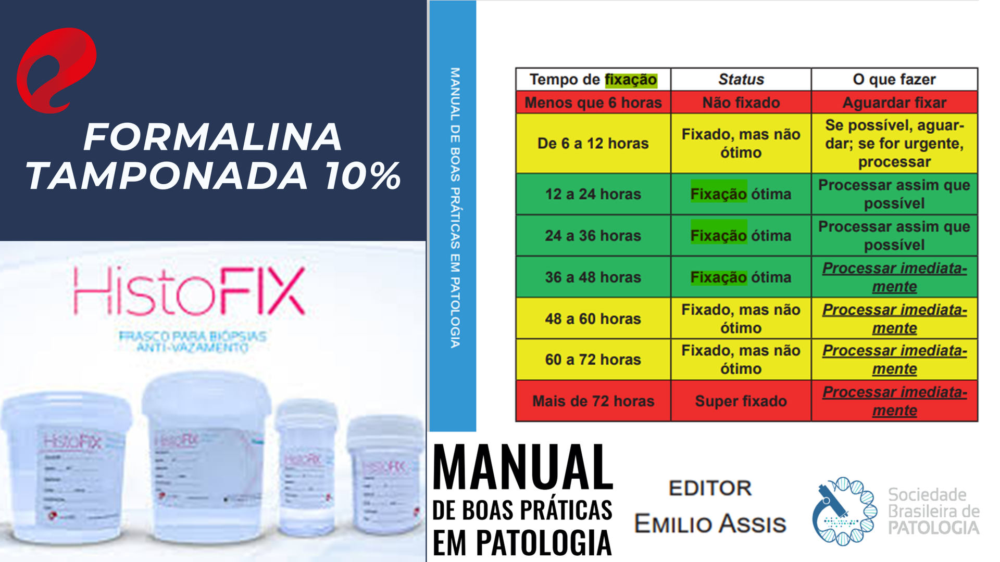 FORMALINA
TAMPONADA 10%
HistoFIX
FRASCO PARA BIÓPSIAS
ANTI-VAZAMENTO
HistoFIX
HistoFIX
HistoFIX
HistoFIX
MANUAL DE BOAS PRÁTICAS EM PATOLOGIA
Tempo de fixação
Status
O que fazer
Menos que 6 horas
Não fixado
Aguardar fixar
De 6 a 12 horas
Fixado, mas não
ótimo
Se possível, aguar-
dar; se for urgente,
processar
12 a 24 horas
Fixação ótima
Processar assim que
possível
24 a 36 horas
Fixação ótima
Processar assim que
possível
36 a 48 horas
Fixação ótima
Processar imediata-
mente
48 a 60 horas
Fixado, mas não
ótimo
Processar imediata-
mente
60 a 72 horas
Fixado, mas não
ótimo
Processar imediata-
mente
Mais de 72 horas
Super fixado
Processar imediata-
mente
MANUAL
DE BOAS PRÁTICAS
EM PATOLOGIA
EDITOR
EMILIO ASSIS
Sociedade
Brasileira de
PATOLOGIA